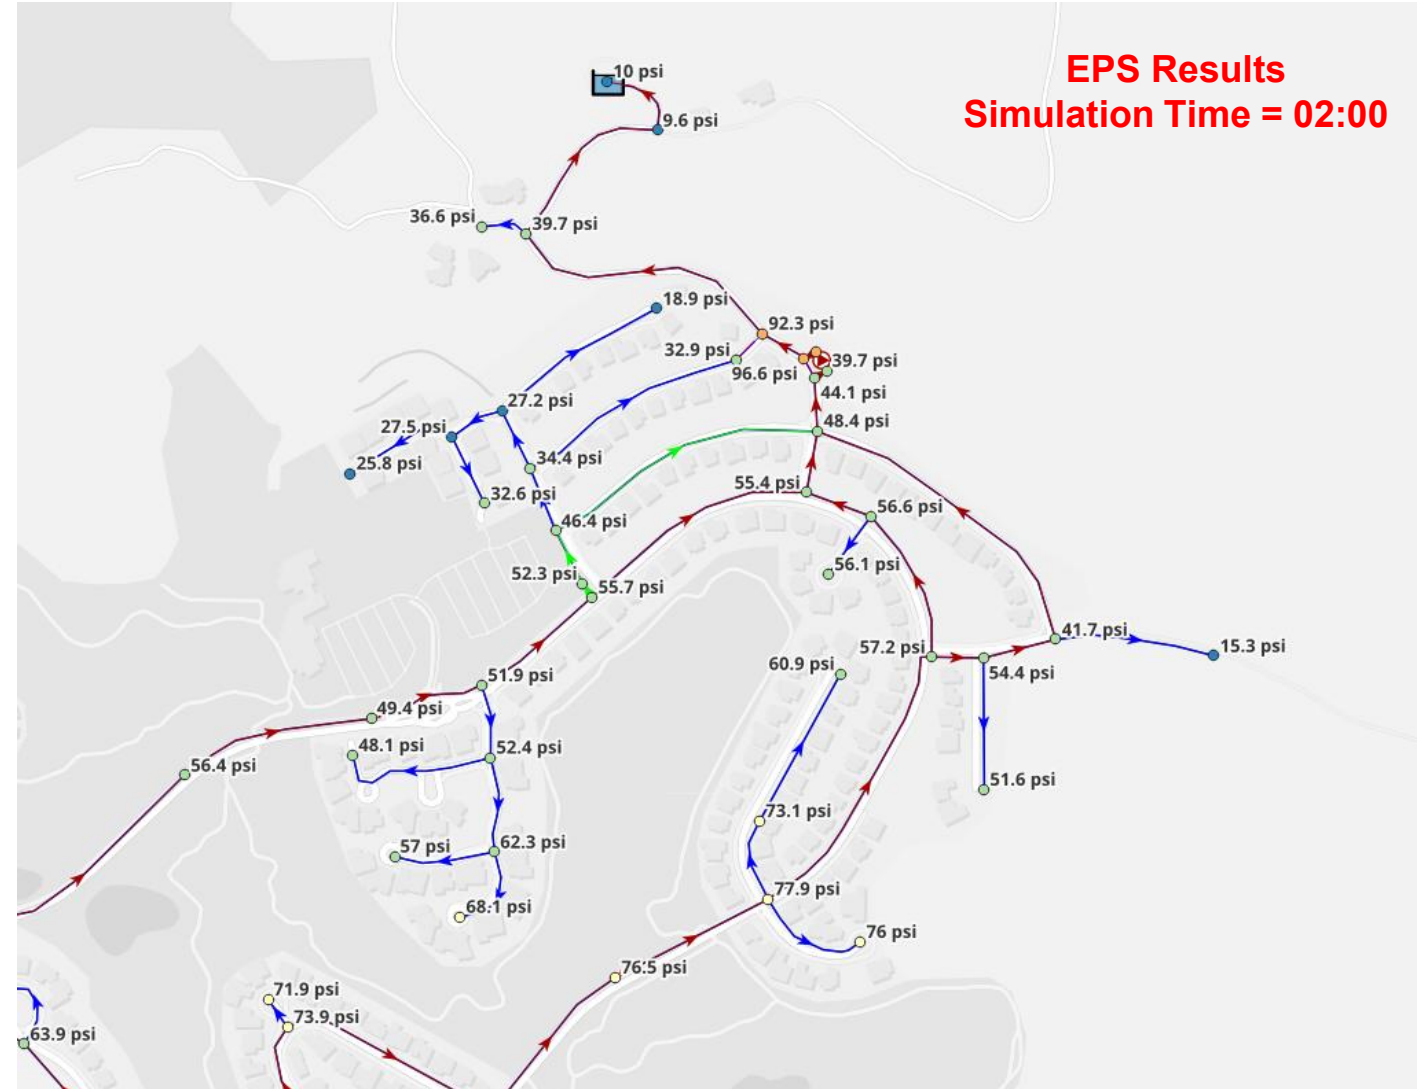 EPS Results
Simulation Time = 02:00
10 psi
9.6 psi
36.6 psi
39.7 psi
18.9 psi
92.3 psi
32.9 psi
39.7 psi
96.6 psi
44.1 psi
27.2 psi
48.4 psi
27.5 psi
34.4 psi
25.8 psi
55.4 psi
32.6 psi
56.6 psi
46.4 psi
56.1 psi
52.3 psi
55.7 psi
41.7 psi
57.2 psi
15.3 psi
60.9 psi
54.4 psi
51.9 psi
49.4 psi
48.1 psi
52.4 psi
56.4 psi
51.6 psi
73.1 psi
62.3 psi
57 psi
77.9 psi
68.1 psi
76 psi
76.5 psi
71.9 psi
73.9 psi
63.9 psi